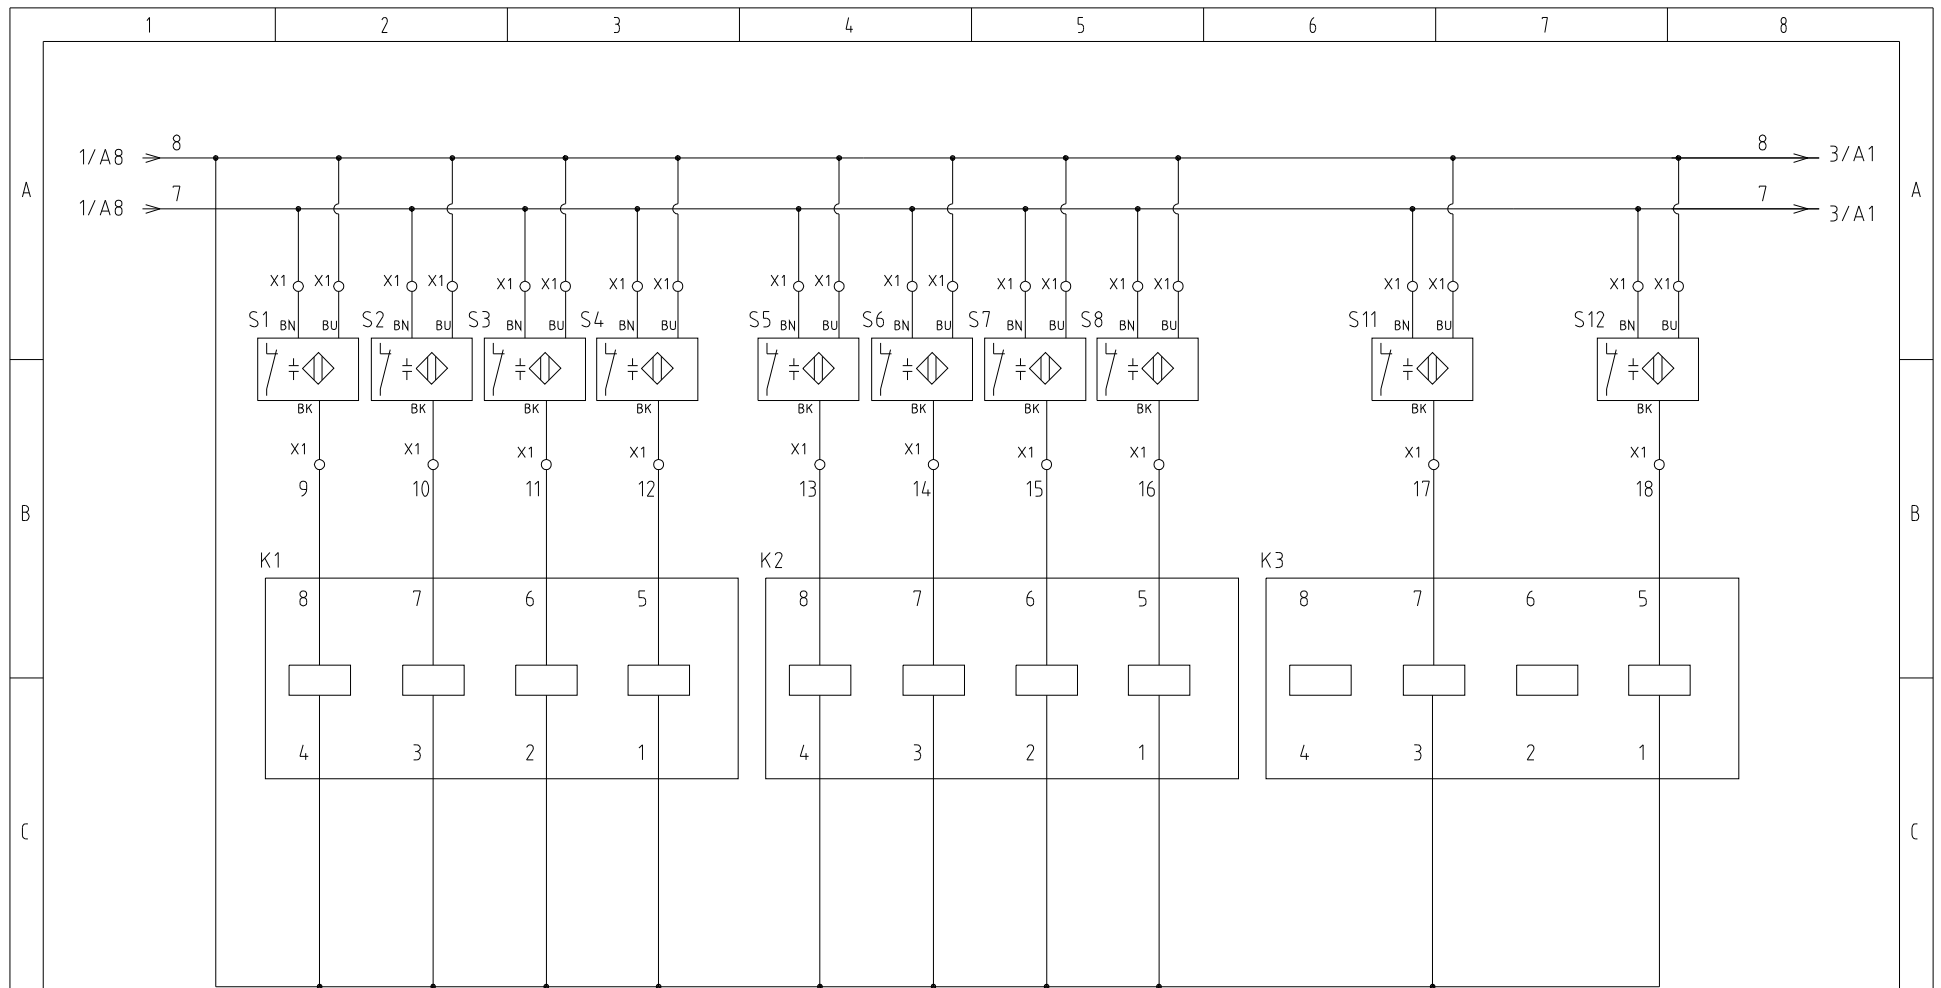 1 2 3 4 5 6 7 8
8 8
1/A8 3/A1
A A
7 7
1/A8 3/A1
X1 X1 X1 X1 X1 X1 X1 X1 X1 X1 X1 X1 X1 X1 X1 X1 X1 X1 X1 X1
S1 BN BU S2 BN BU S3 BN BU S4 BN BU S5 BN BU S6 BN BU S7 BN BU S8 BN BU S11 BN BU S12 BN BU
BK BK BK BK BK BK BK BK BK BK
X1 X1 X1 X1 X1 X1 X1 X1 X1 X1
9 10 11 12 13 14 15 16 17 18
B B
K1 K2 K3
8 7 6 5 8 7 6 5 8 7 6 5
4 3 2 1 4 3 2 1 4 3 2 1
C C